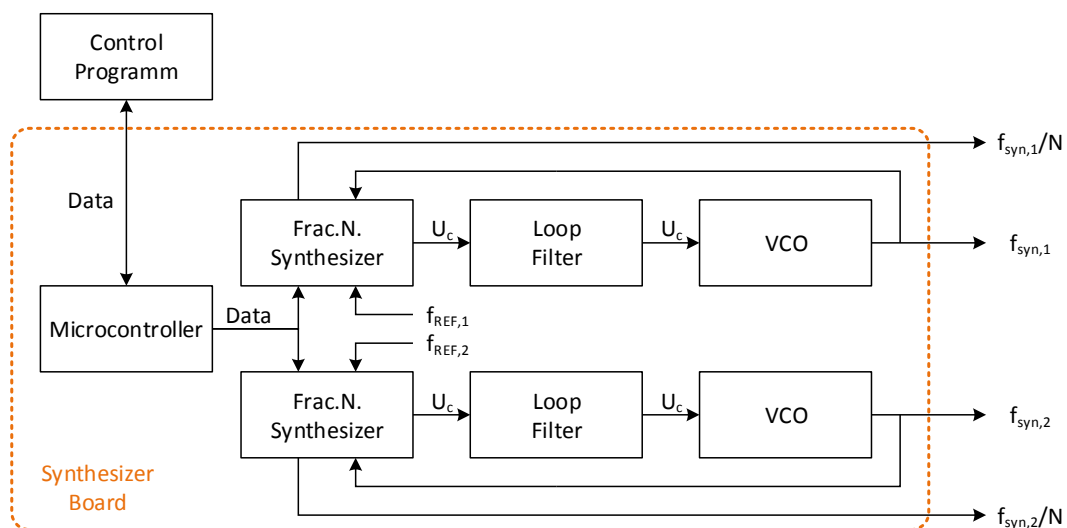 Control
Programm
f_syn,1/N
Data
Frac.N.
Synthesizer
U_c
Loop
Filter
U_c
VCO
f_syn,1
Microcontroller
Data
f_REF,1
f_REF,2
Frac.N.
Synthesizer
U_c
Loop
Filter
U_c
VCO
f_syn,2
Synthesizer
Board
f_syn,2/N